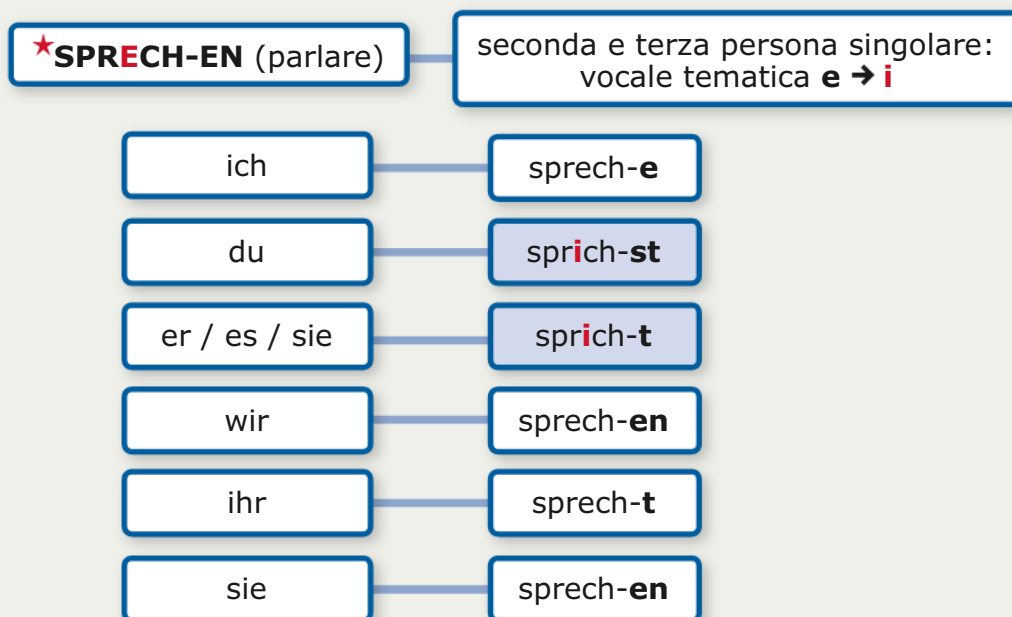 ★SPRECH-EN (parlare)
seconda e terza persona singolare:
vocale tematica e → i
ich sprech-e
du sprich-st
er / es / sie sprich-t
wir sprech-en
ihr sprech-t
sie sprech-en